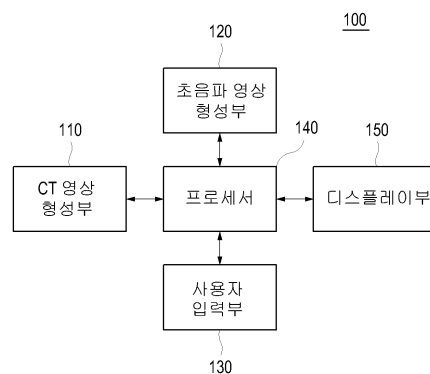 100
120
초음파 영상
형성부
110
140
150
CT 영상
형성부
프로세서
디스플레이부
사용자
입력부
130